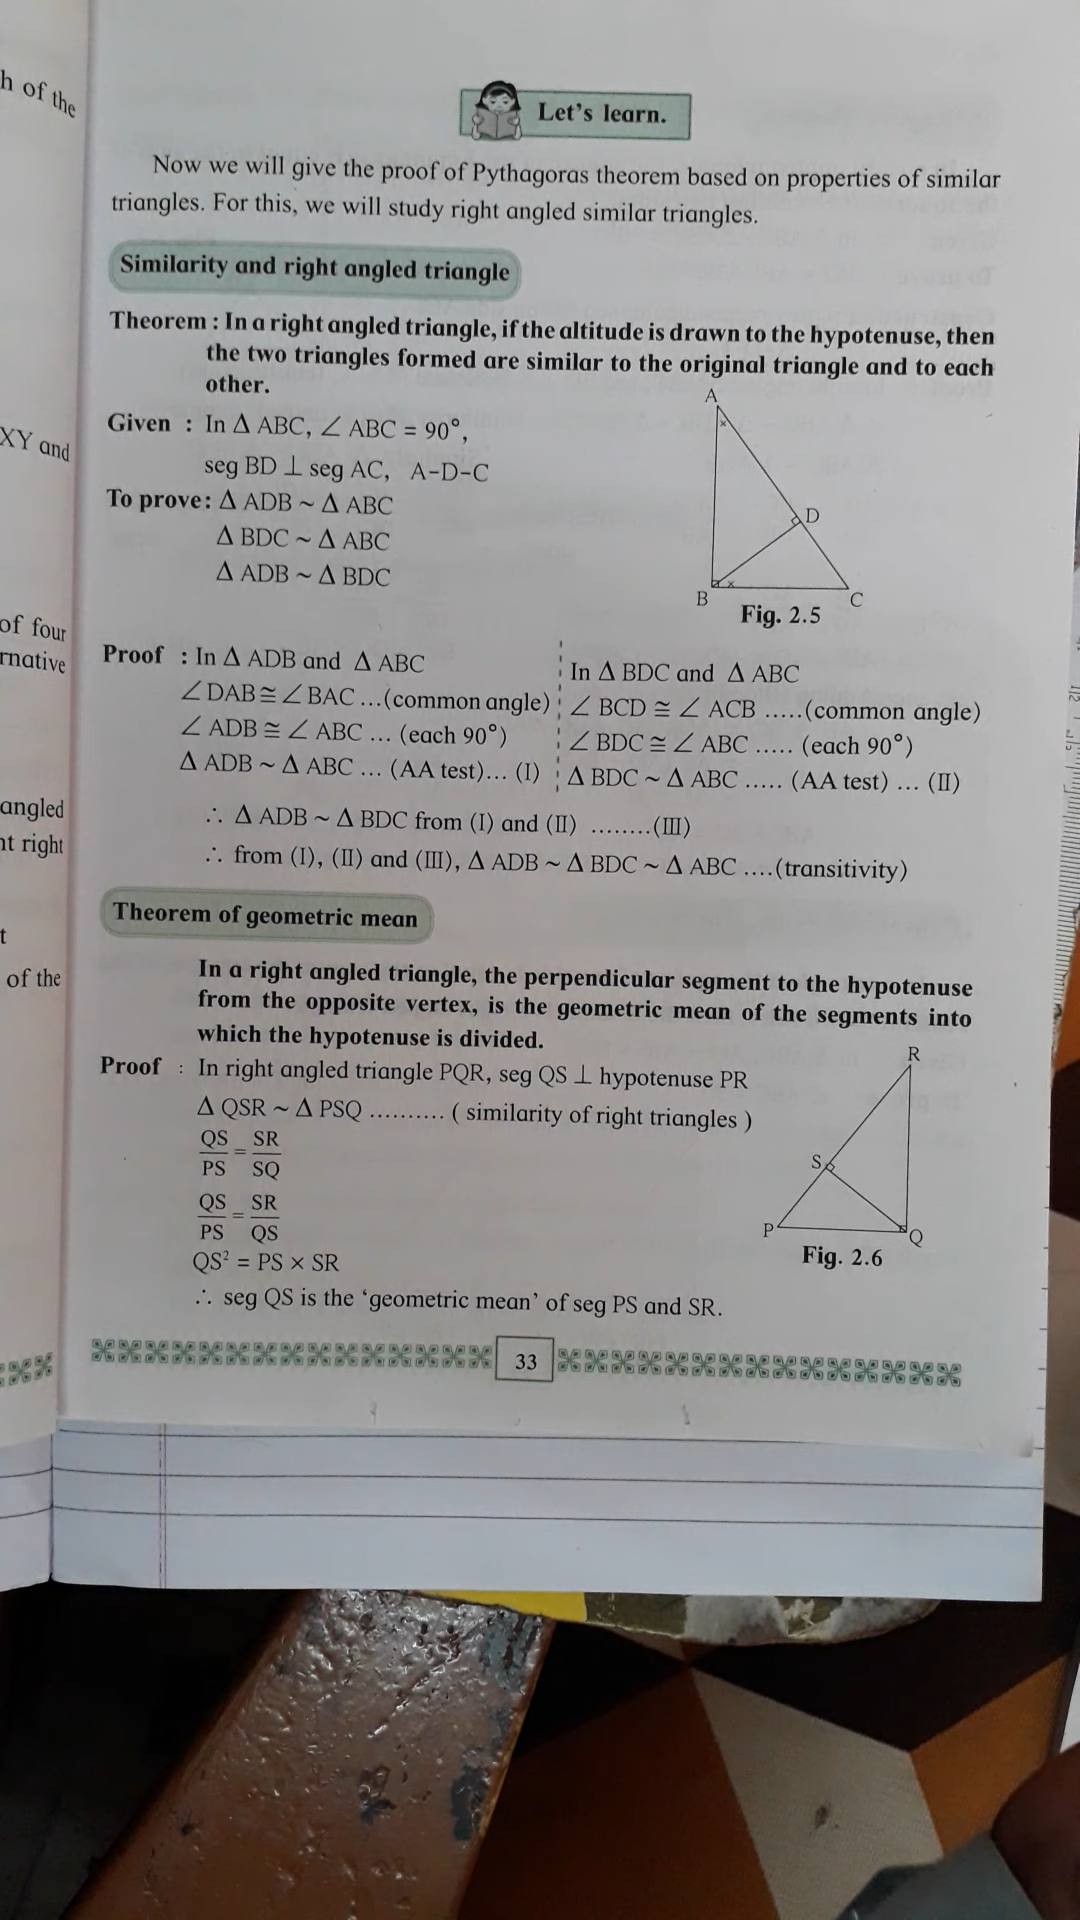 h of the
XY and
of four
rnative
angled
nt right
t
of the
Let's learn.
Now we will give the proof of Pythagoras theorem based on properties of similar
triangles. For this, we will study right angled similar triangles.
Similarity and right angled triangle
Theorem : In a right angled triangle, if the altitude is drawn to the hypotenuse, then
the two triangles formed are similar to the original triangle and to each
other.
Given : In Δ ABC, ∠ ABC = 90°,
seg BD ⊥ seg AC, A-D-C
To prove: Δ ADB ~ Δ ABC
Δ BDC ~ Δ ABC
Δ ADB ~ Δ BDC
A
D
B
C
Fig. 2.5
Proof : In Δ ADB and Δ ABC
∠DAB ≅ ∠BAC ...(common angle)
∠ ADB ≅ ∠ ABC ... (each 90°)
Δ ADB ~ Δ ABC ... (AA test)... (I)
In Δ BDC and Δ ABC
∠ BCD ≅ ∠ ACB .....(common angle)
∠ BDC ≅ ∠ ABC ..... (each 90°)
Δ BDC ~ Δ ABC ..... (AA test) ... (II)
∴ Δ ADB ~ Δ BDC from (I) and (II) ........(III)
∴ from (I), (II) and (III), Δ ADB ~ Δ BDC ~ Δ ABC ....(transitivity)
Theorem of geometric mean
In a right angled triangle, the perpendicular segment to the hypotenuse
from the opposite vertex, is the geometric mean of the segments into
which the hypotenuse is divided.
Proof : In right angled triangle PQR, seg QS ⊥ hypotenuse PR
Δ QSR ~ Δ PSQ .......... ( similarity of right triangles )
QS/PS = SR/SQ
QS/PS = SR/QS
QS² = PS × SR
∴ seg QS is the 'geometric mean' of seg PS and SR.
R
S
P
Q
Fig. 2.6
33